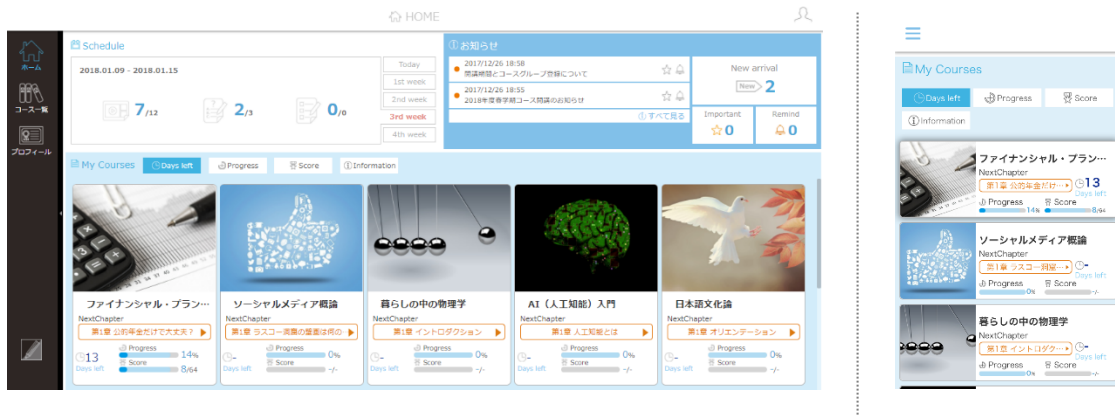 HOME
ホーム
コース一覧
プロフィール
Schedule
2018.01.09 - 2018.01.15
7/12
2/3
0/0
Today
1st week
2nd week
3rd week
4th week
お知らせ
2017/12/26 18:58
開講時間とコースグループ登録について
2017/12/26 18:55
2018年度春学期コース開講のお知らせ
すべて見る
New arrival
New 2
Important
0
Remind
0
My Courses
Days left
Progress
Score
Information
ファイナンシャル・プラン…
NextChapter
第1章 公的年金だけで大丈夫？
13
Days left
Progress
14%
Score
8/64
ソーシャルメディア概論
NextChapter
第1章 ラスコー洞窟の壁画は何の
-
Days left
Progress
0%
Score
-/-
暮らしの中の物理学
NextChapter
第1章 イントロダクション
-
Days left
Progress
0%
Score
-/-
AI（人工知能）入門
NextChapter
第1章 人工知能とは
-
Days left
Progress
0%
Score
-/-
日本語文化論
NextChapter
第1章 オリエンテーション
-
Days left
Progress
0%
Score
-/-
My Courses
Days left
Progress
Score
Information
ファイナンシャル・プラン…
NextChapter
第1章 公的年金だけ…
13
Days left
Progress
14%
Score
8/64
ソーシャルメディア概論
NextChapter
第1章 ラスコー洞窟…
-
Days left
Progress
0%
Score
-/-
暮らしの中の物理学
NextChapter
第1章 イントロダク…
-
Days left
Progress
0%
Score
-/-